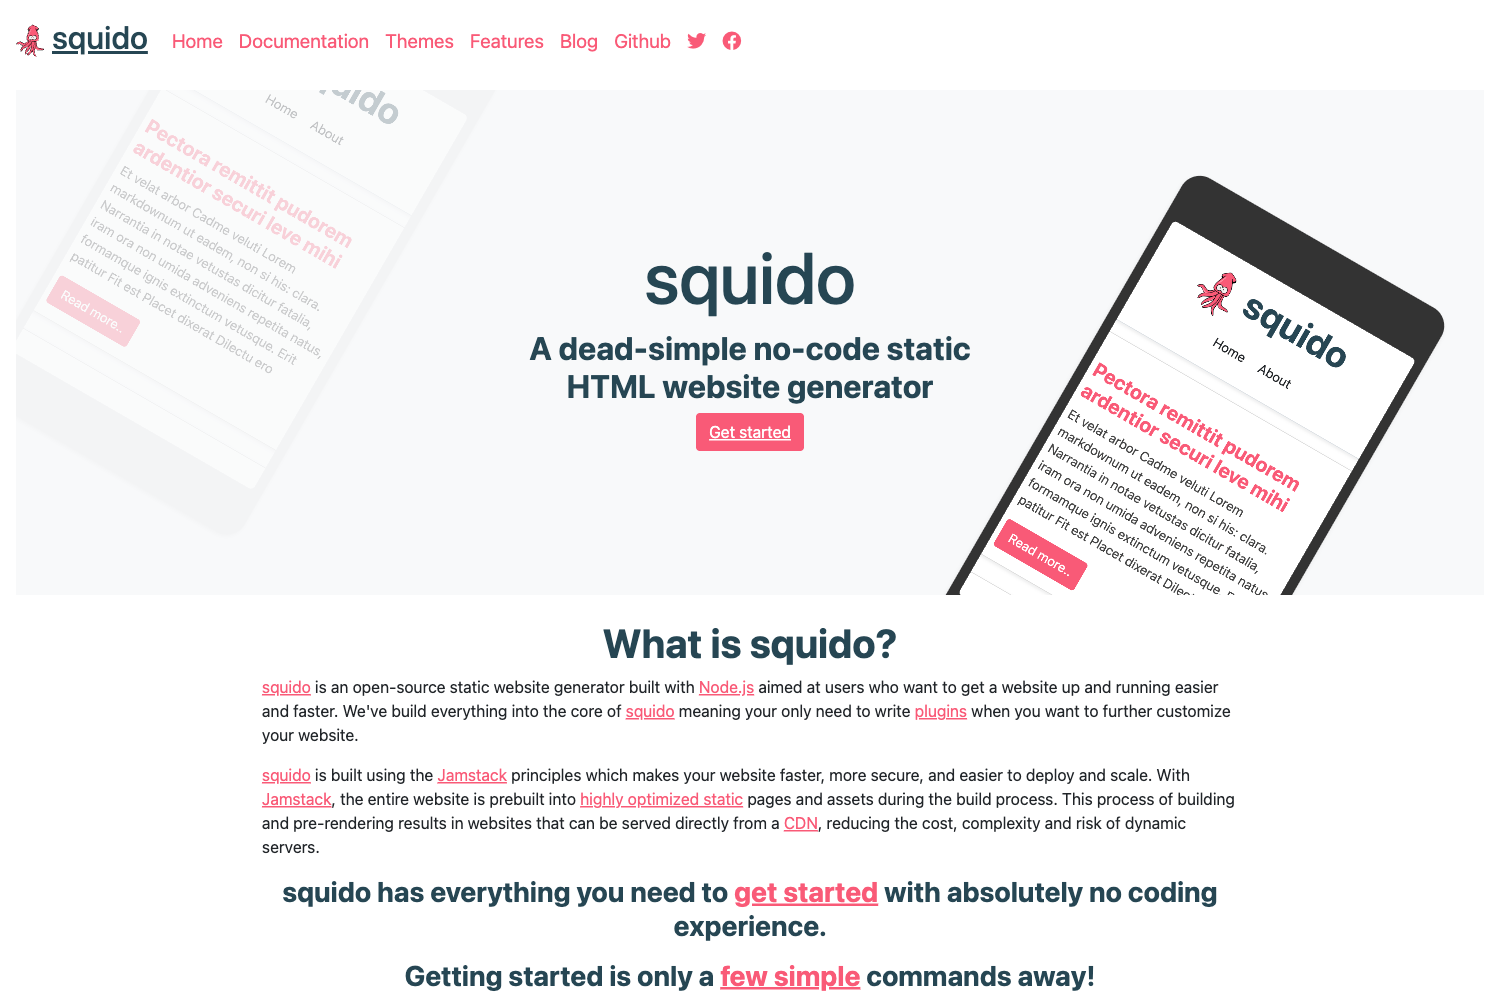 squido Home Documentation Themes Features Blog Github
quido
Home About
Pectora remittit pudorem
ardentior securi leve mihi
Et velat arbor Cadme veluti Lorem
markdownum ut eadem, non si his: clara.
Narrantia in notae vetustas dicitur fatalia,
iram ora non umida adveniens repetita natus,
formamque ignis extinctum vetusque. Erit
patitur Fit est Placet dixerat Dilectu ero
Read more..
squido
A dead-simple no-code static
HTML website generator
Get started
squido
Home About
Pectora remittit pudorem
ardentior securi leve mihi
Et velat arbor Cadme veluti Lorem
markdownum ut eadem, non si his: clara.
Narrantia in notae vetustas dicitur fatalia,
iram ora non umida adveniens repetita natus
formamque ignis extinctum vetusque.
patitur Fit est Placet dixerat
Read more..
What is squido?
squido is an open-source static website generator built with Node.js aimed at users who want to get a website up and running easier
and faster. We've build everything into the core of squido meaning your only need to write plugins when you want to further customize
your website.
squido is built using the Jamstack principles which makes your website faster, more secure, and easier to deploy and scale. With
Jamstack, the entire website is prebuilt into highly optimized static pages and assets during the build process. This process of building
and pre-rendering results in websites that can be served directly from a CDN, reducing the cost, complexity and risk of dynamic
servers.
squido has everything you need to get started with absolutely no coding
experience.
Getting started is only a few simple commands away!